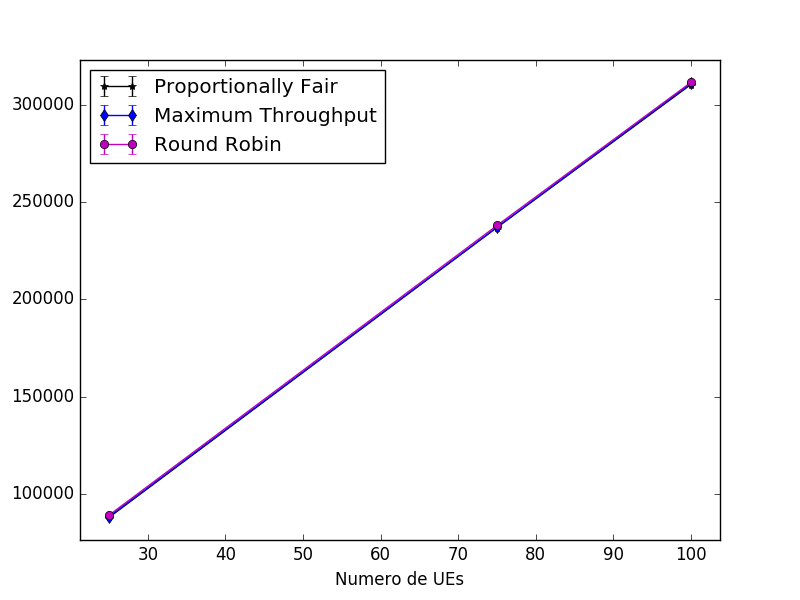 Proportionally Fair
Maximum Throughput
Round Robin
300000
250000
200000
150000
100000
30 40 50 60 70 80 90 100
Numero de UEs